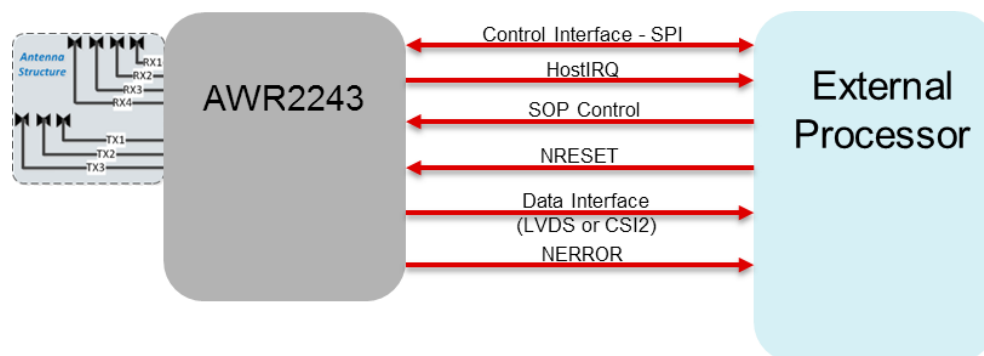 Antenna
Structure
RX1
RX2
RX3
RX4
TX1
TX2
TX3
AWR2243
Control Interface - SPI
HostIRQ
SOP Control
NRESET
Data Interface
(LVDS or CSI2)
NERROR
External
Processor